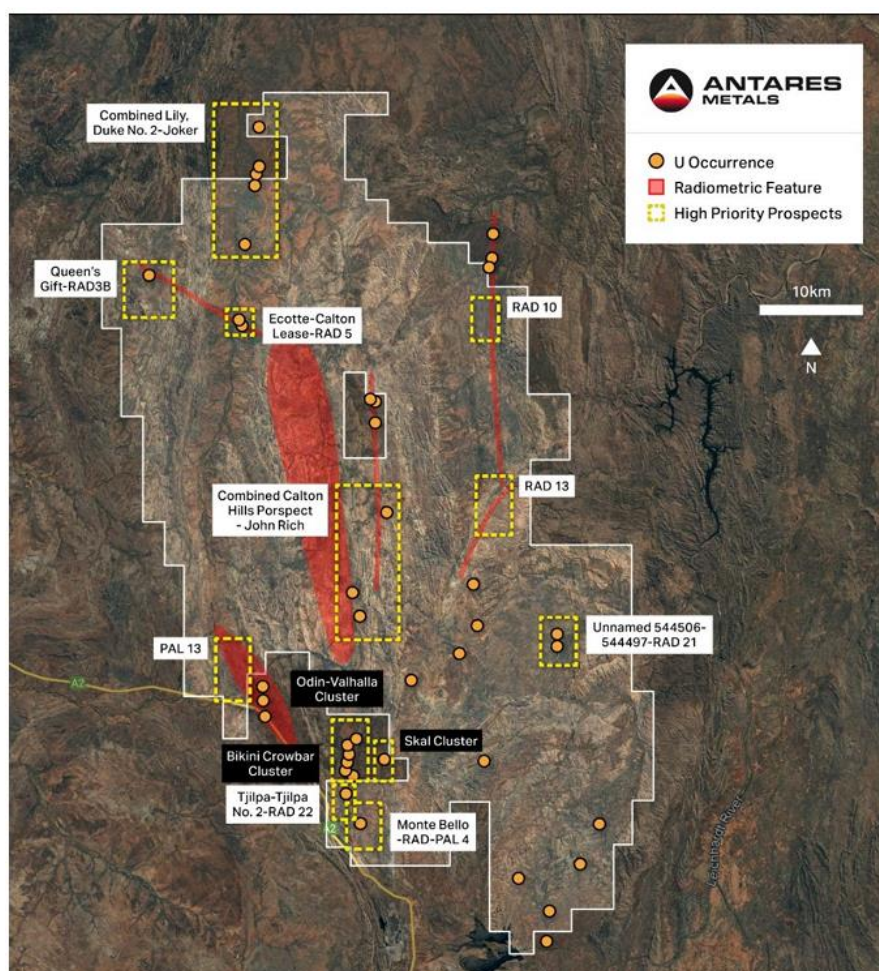 ANTARES
METALS
U Occurrence
Radiometric Feature
High Priority Prospects
10km
N
Combined Lily,
Duke No. 2-Joker
Queen's
Gift-RAD3B
Ecotte-Calton
Lease-RAD 5
RAD 10
Combined Calton
Hills Porspect
- John Rich
RAD 13
PAL 13
Unnamed 544506-
544497-RAD 21
A2
Odin-Valhalla
Cluster
Skal Cluster
Bikini Crowbar
Cluster
Tjilpa-Tjilpa
No. 2-RAD 22
A2
Monte Bello
-RAD-PAL 4
Leichhardt River